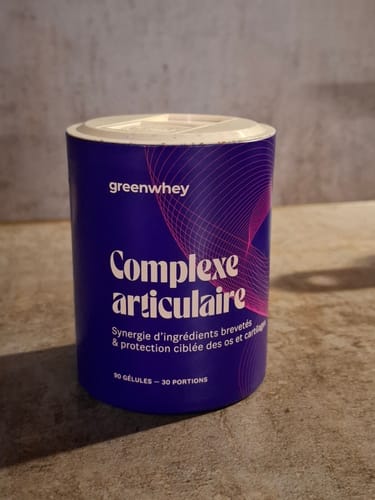 greenwhey
Complexe
articulaire
Synergie d'ingrédients brevetés
& protection ciblée des os et cartilages
90 GÉLULES — 30 PORTIONS